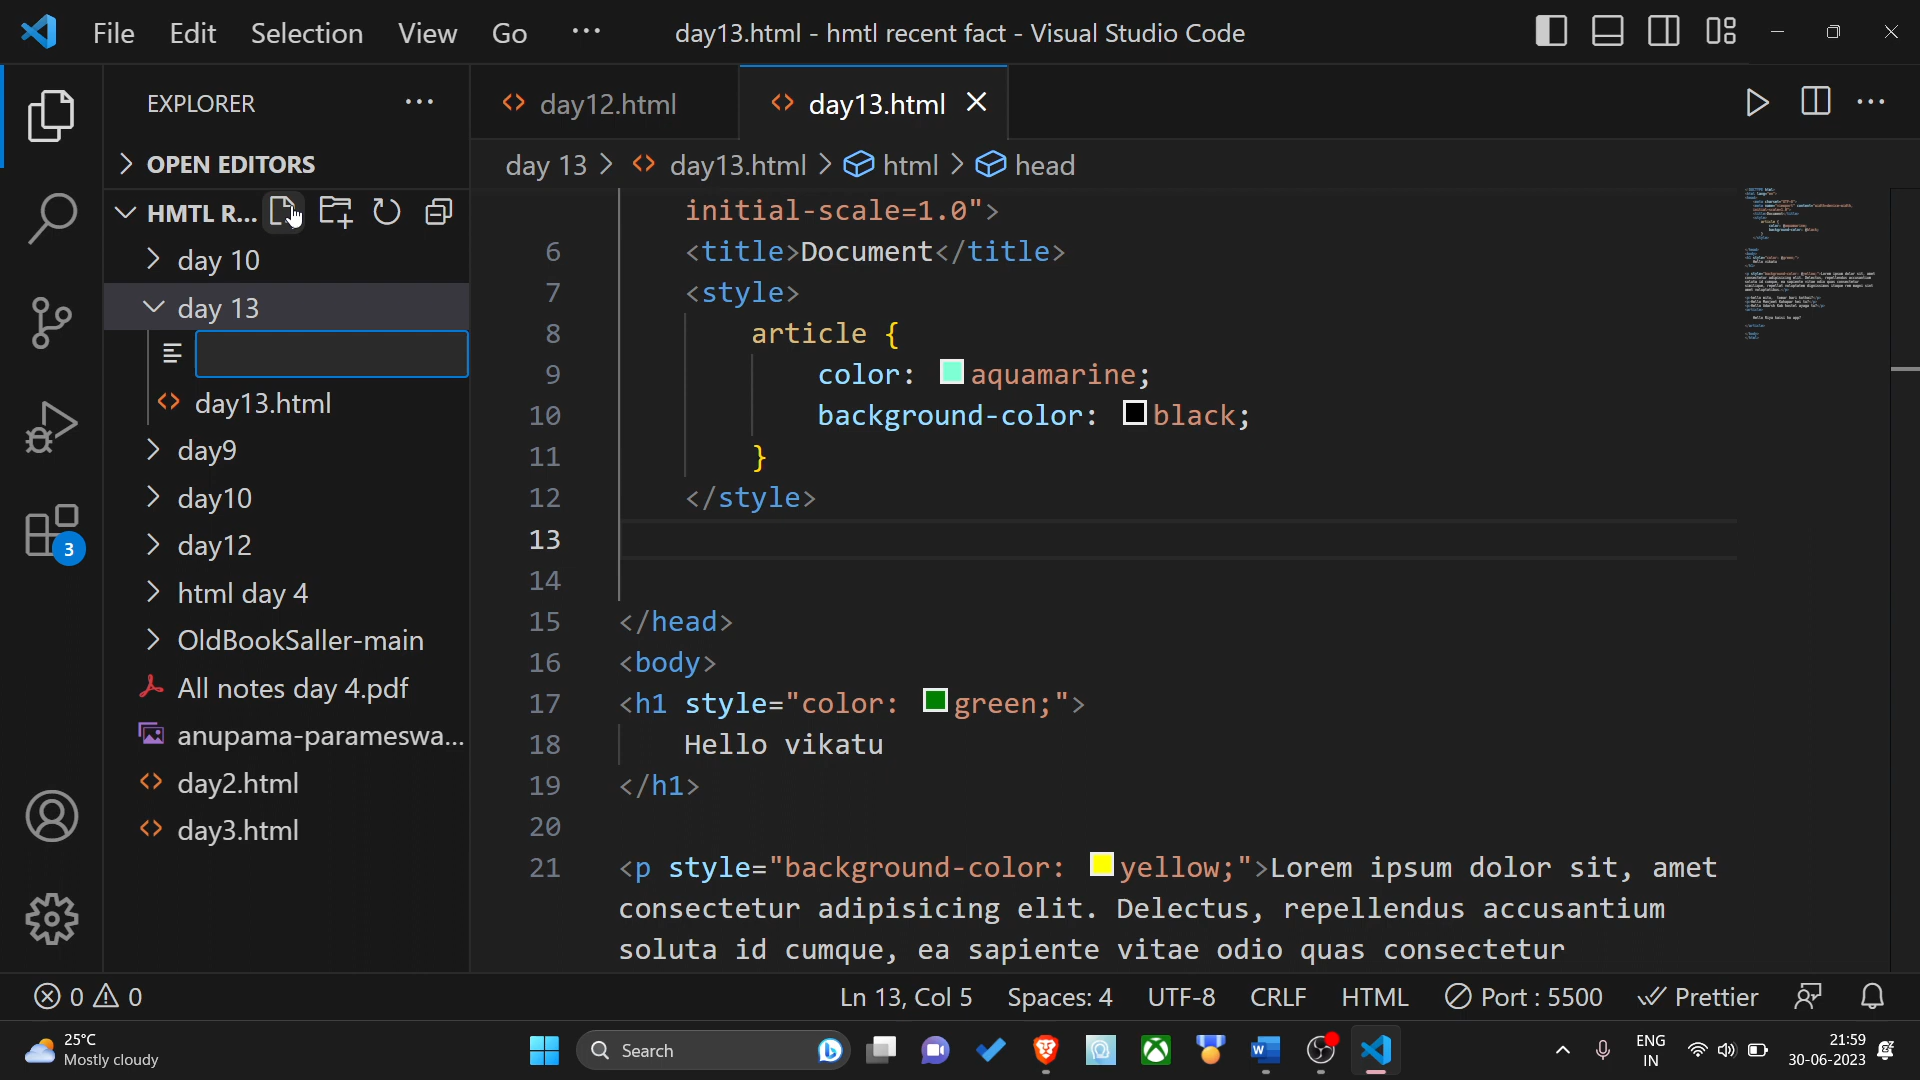 File Edit Selection View Go ··· day13.html - hmtl recent fact - Visual Studio Code
EXPLORER ···
day12.html
day13.html
OPEN EDITORS
day 13 > day13.html > html > head
HMTL R...
day 10
day 13
day13.html
day9
day10
day12
html day 4
OldBookSaller-main
All notes day 4.pdf
anupama-parameswa...
day2.html
day3.html
3
initial-scale=1.0">
6 <title>Document</title>
7 <style>
8 article {
9 color: aquamarine;
10 background-color: black;
11 }
12 </style>
13
14
15 </head>
16 <body>
17 <h1 style="color: green;">
18 Hello vikatu
19 </h1>
20
21 <p style="background-color: yellow;">Lorem ipsum dolor sit, amet
consectetur adipisicing elit. Delectus, repellendus accusantium
soluta id cumque, ea sapiente vitae odio quas consectetur
0 0 Ln 13, Col 5 Spaces: 4 UTF-8 CRLF HTML Port : 5500 Prettier
25°C
Mostly cloudy
Search
ENG
IN
21:59
30-06-2023